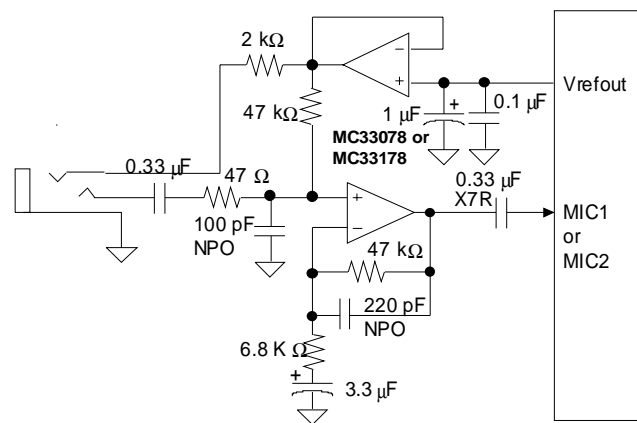 2 kΩ
−
+
Vrefout
47 kΩ
1 μF
+
0.1 μF
MC33078 or
MC33178
0.33 μF
47 Ω
100 pF
NPO
+
−
0.33 μF
X7R
MIC1
or
MIC2
47 kΩ
220 pF
NPO
6.8 K Ω
+
3.3 μF